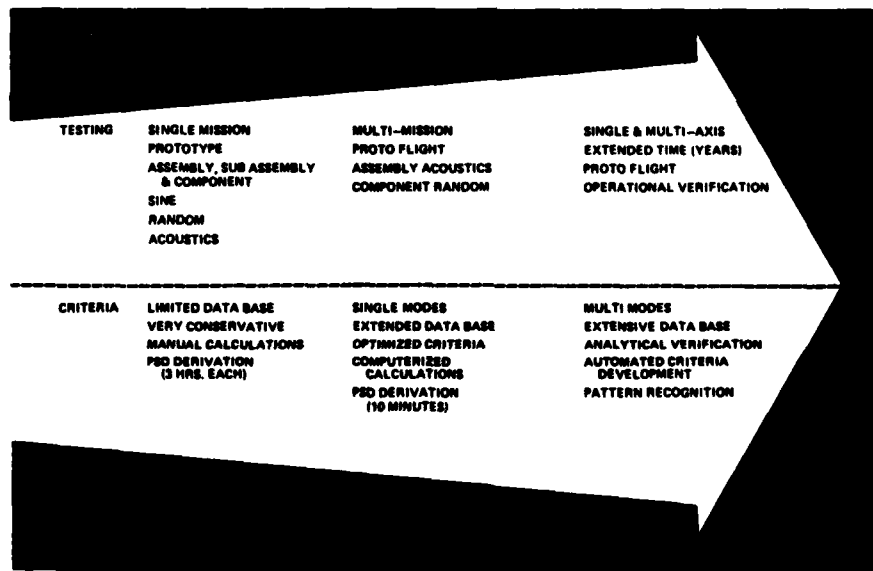 TESTING
SINGLE MISSION
PROTOTYPE
ASSEMBLY, SUB ASSEMBLY
& COMPONENT
SINE
RANDOM
ACOUSTICS
MULTI-MISSION
PROTO FLIGHT
ASSEMBLY ACOUSTICS
COMPONENT RANDOM
SINGLE & MULTI-AXIS
EXTENDED TIME (YEARS)
PROTO FLIGHT
OPERATIONAL VERIFICATION
CRITERIA
LIMITED DATA BASE
VERY CONSERVATIVE
MANUAL CALCULATIONS
PSD DERIVATION
(3 HRS. EACH)
SINGLE MODES
EXTENDED DATA BASE
OPTIMIZED CRITERIA
COMPUTERIZED
CALCULATIONS
PSD DERIVATION
(10 MINUTES)
MULTI MODES
EXTENSIVE DATA BASE
ANALYTICAL VERIFICATION
AUTOMATED CRITERIA
DEVELOPMENT
PATTERN RECOGNITION